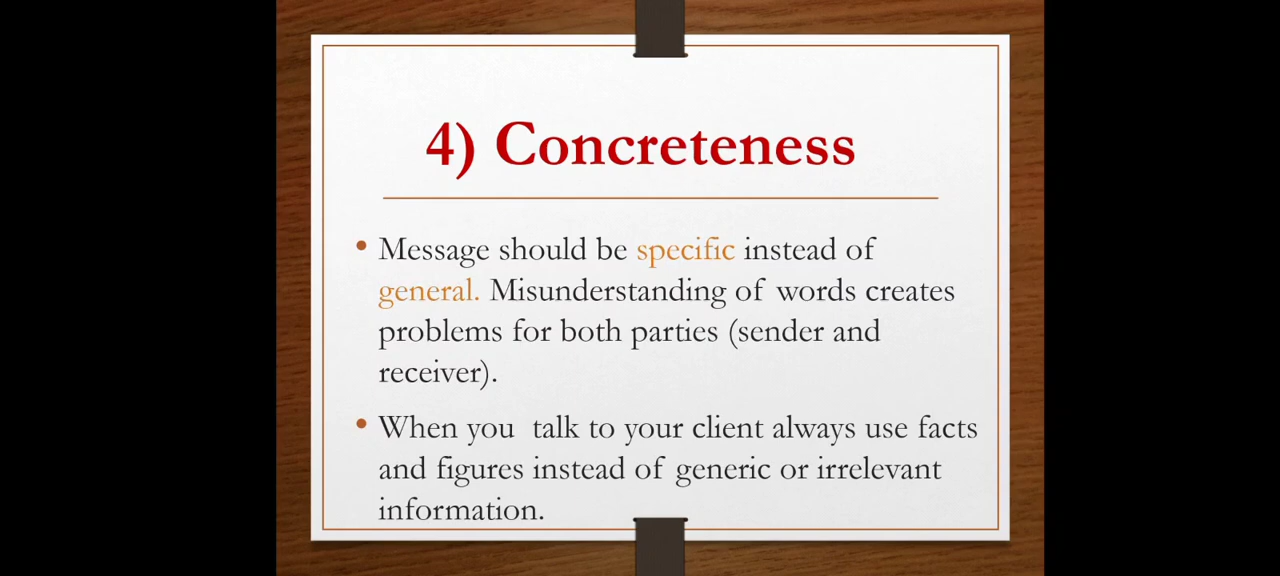 4) Concreteness
• Message should be specific instead of
general. Misunderstanding of words creates
problems for both parties (sender and
receiver).
• When you  talk to your client always use facts
and figures instead of generic or irrelevant
information.